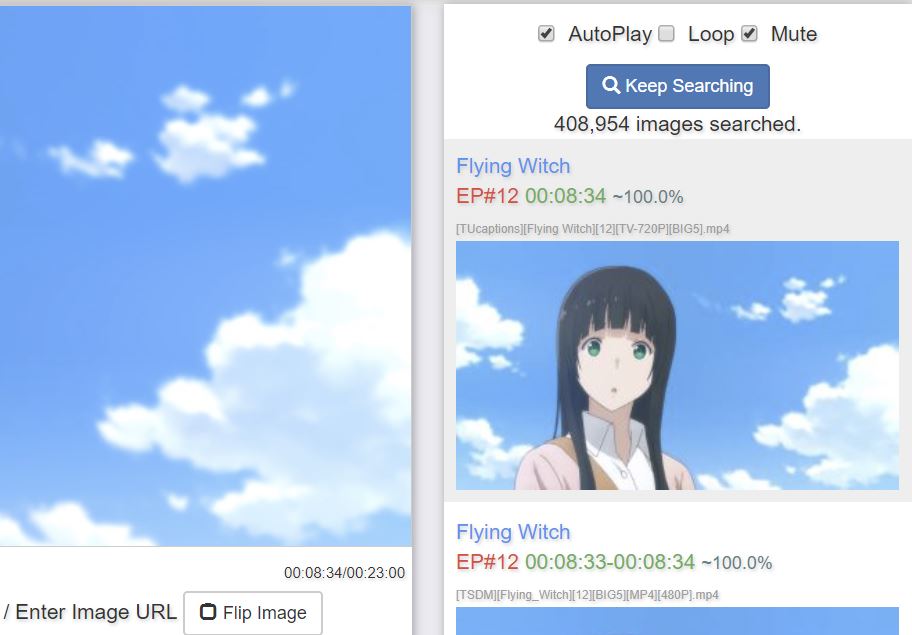 AutoPlay Loop Mute
Keep Searching
408,954 images searched.
Flying Witch
EP#12 00:08:34 ~100.0%
[TUcaptions][Flying Witch][12][TV-720P][BIG5].mp4
Flying Witch
EP#12 00:08:33-00:08:34 ~100.0%
[TSDM][Flying_Witch][12][BIG5][MP4][480P].mp4
00:08:34/00:23:00
/ Enter Image URL Flip Image